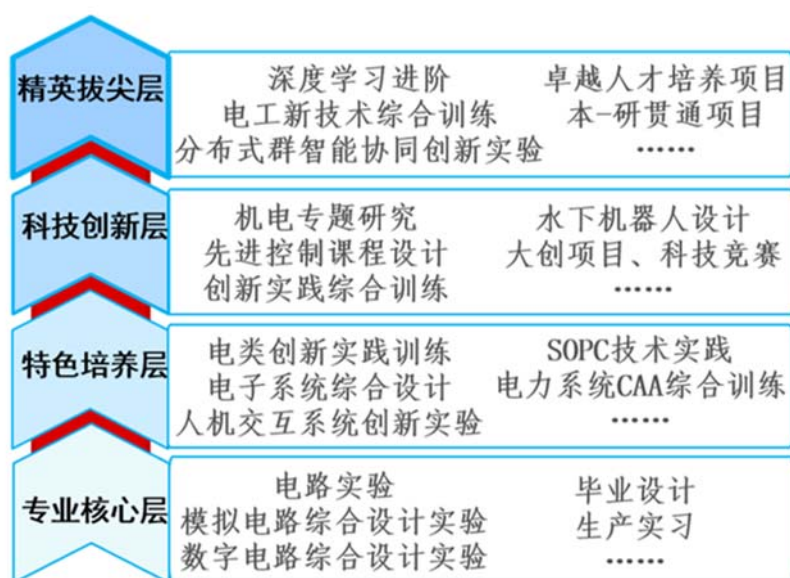 精英拔尖层
深度学习进阶
电工新技术综合训练
分布式群智能协同创新实验
卓越人才培养项目
本-研贯通项目
……
科技创新层
机电专题研究
先进控制课程设计
创新实践综合训练
水下机器人设计
大创项目、科技竞赛
……
特色培养层
电类创新实践训练
电子系统综合设计
人机交互系统创新实验
SOPC技术实践
电力系统CAA综合训练
……
专业核心层
电路实验
模拟电路综合设计实验
数字电路综合设计实验
毕业设计
生产实习
……